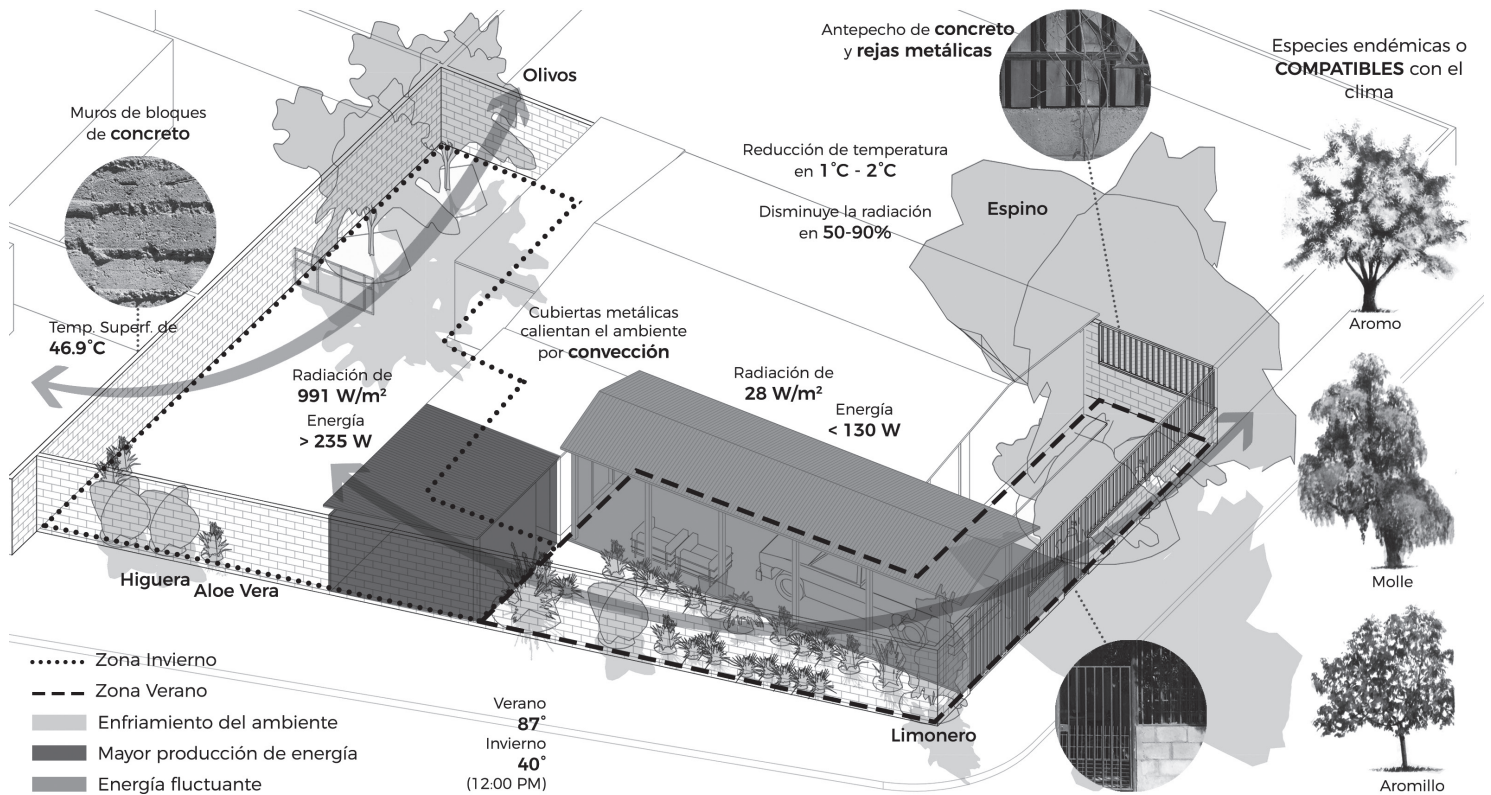 Antepecho de concreto
y rejas metálicas
Especies endémicas o
COMPATIBLES con el
clima
Olivos
Muros de bloques
de concreto
Reducción de temperatura
en 1°C - 2°C
Disminuye la radiación
en 50-90%
Espino
Aromo
Temp. Superf. de
46.9°C
Cubiertas metálicas
calientan el ambiente
por convección
Radiación de
991 W/m²
Energía
> 235 W
Radiación de
28 W/m²
Energía
< 130 W
Molle
Higuera
Aloe Vera
Limonero
Aromillo
Zona Invierno
Zona Verano
Enfriamiento del ambiente
Mayor producción de energía
Energía fluctuante
Verano
87°
Invierno
40°
(12:00 PM)